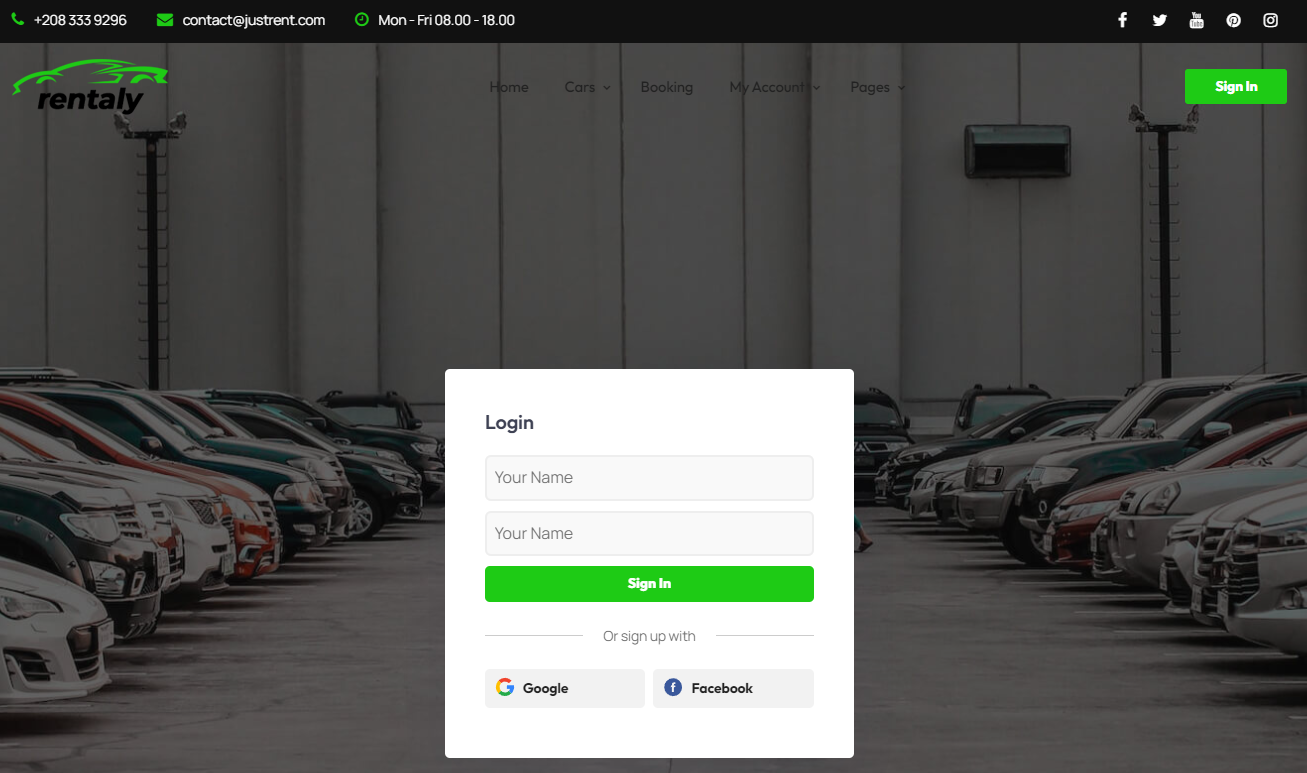 +208 333 9296 contact@justrent.com Mon - Fri 08.00 - 18.00
rentaly Home Cars Booking My Account Pages Sign In
Login
Your Name
Your Name
Sign In
Or sign up with
Google Facebook